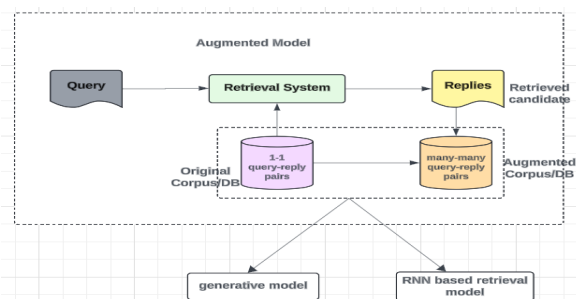 Augmented Model
Query
Retrieval System
Replies
Retrieved
candidate
Original
Corpus/DB
1-1
query-reply
pairs
many-many
query-reply
pairs
Augmented
Corpus/DB
generative model
RNN based retrieval
model